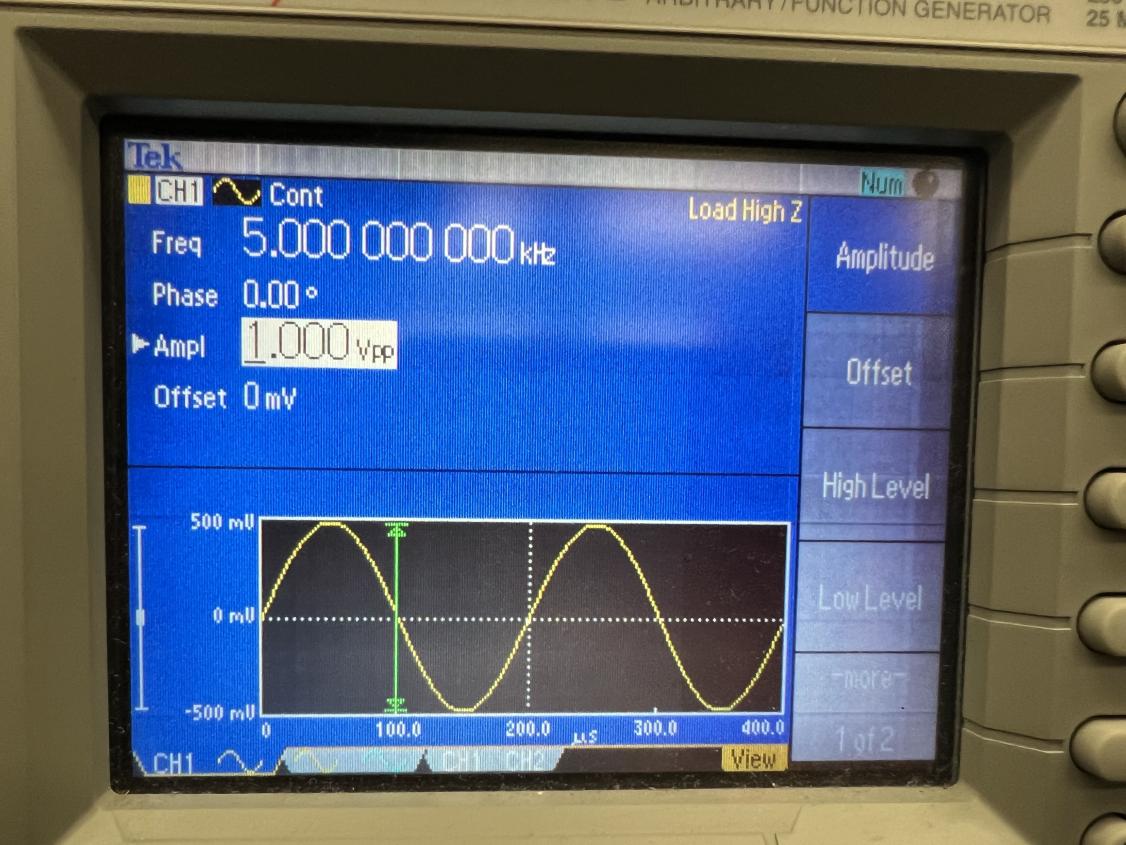 ARBITRARY/FUNCTION GENERATOR
25 M
Tek
Num
CH1 Cont
Load High Z
Freq 5.000 000 000 kHz
Phase 0.00 °
Ampl 1.000 Vpp
Offset 0 mV
Amplitude
Offset
High Level
Low Level
-more-
1 of 2
500 mV
0 mV
-500 mV
0 100.0 200.0 300.0 400.0
µs
CH1 CH1 CH2 View